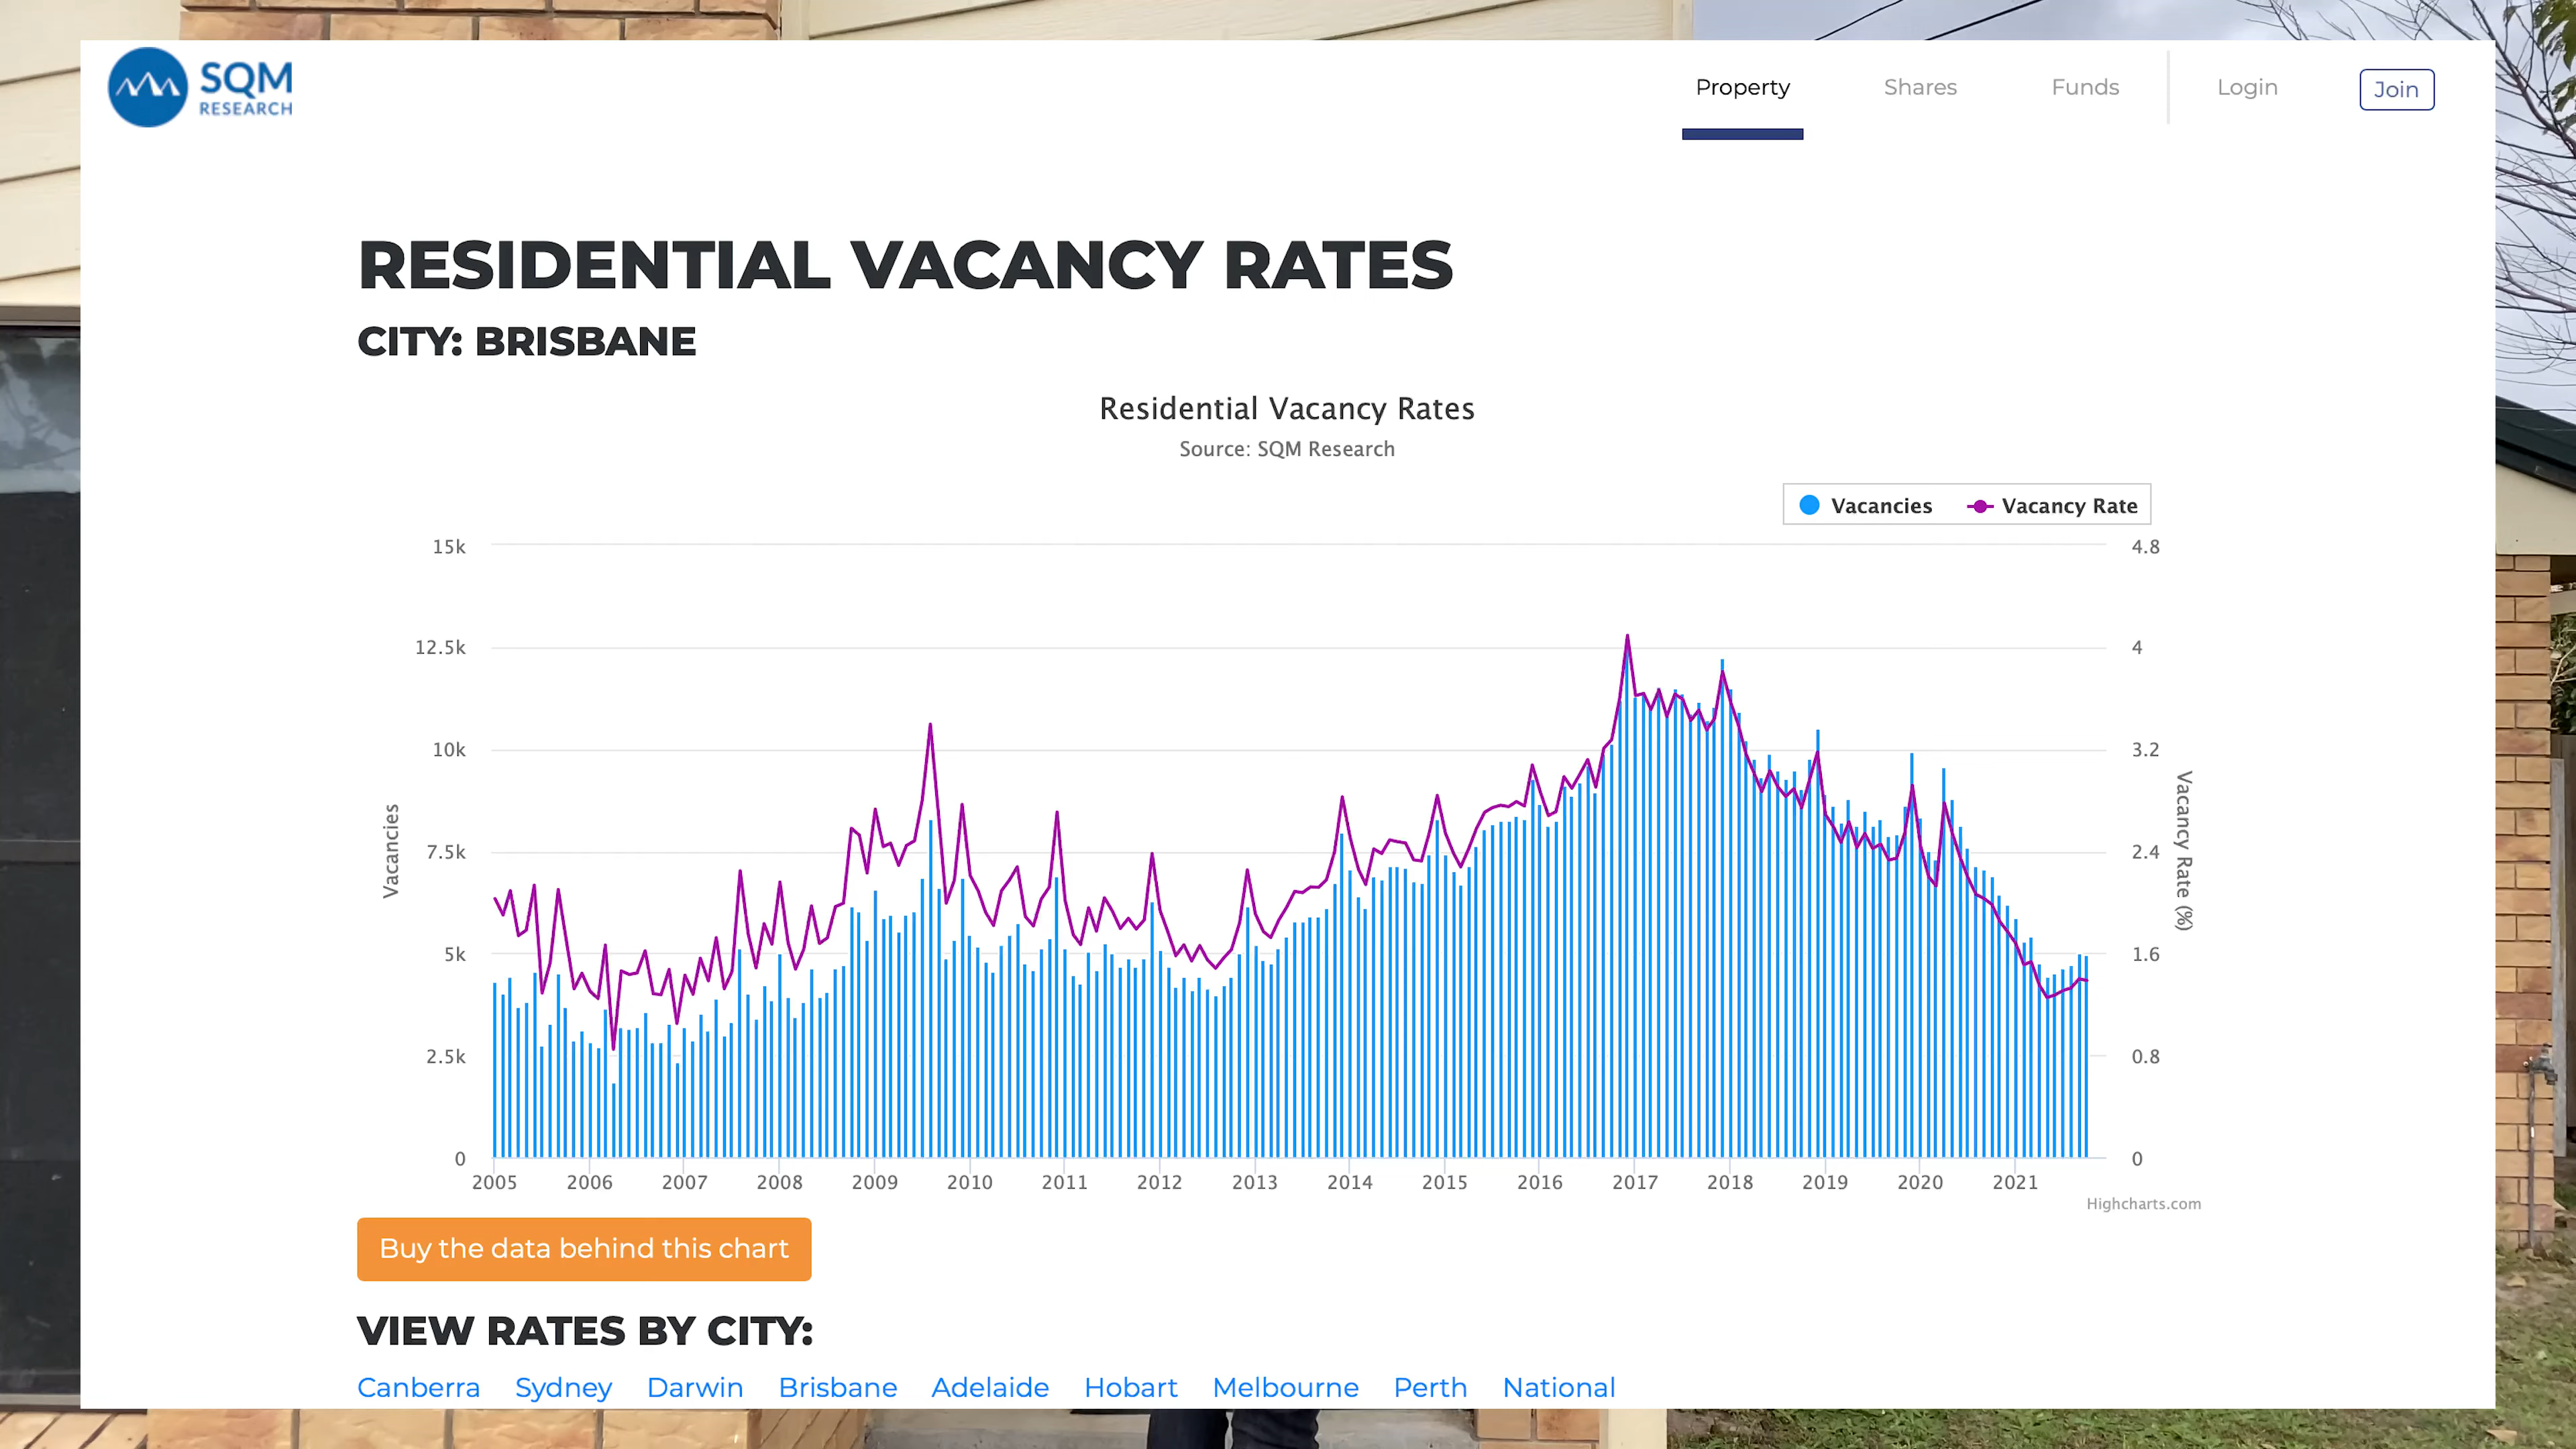 SQM
RESEARCH
Property Shares Funds Login Join
RESIDENTIAL VACANCY RATES
CITY: BRISBANE
Residential Vacancy Rates
Source: SQM Research
Vacancies Vacancy Rate
15k 4.8
12.5k 4
10k 3.2
7.5k 2.4
5k 1.6
2.5k 0.8
0 0
Vacancies
Vacancy Rate (%)
2005 2006 2007 2008 2009 2010 2011 2012 2013 2014 2015 2016 2017 2018 2019 2020 2021
Highcharts.com
Buy the data behind this chart
VIEW RATES BY CITY:
Canberra Sydney Darwin Brisbane Adelaide Hobart Melbourne Perth National